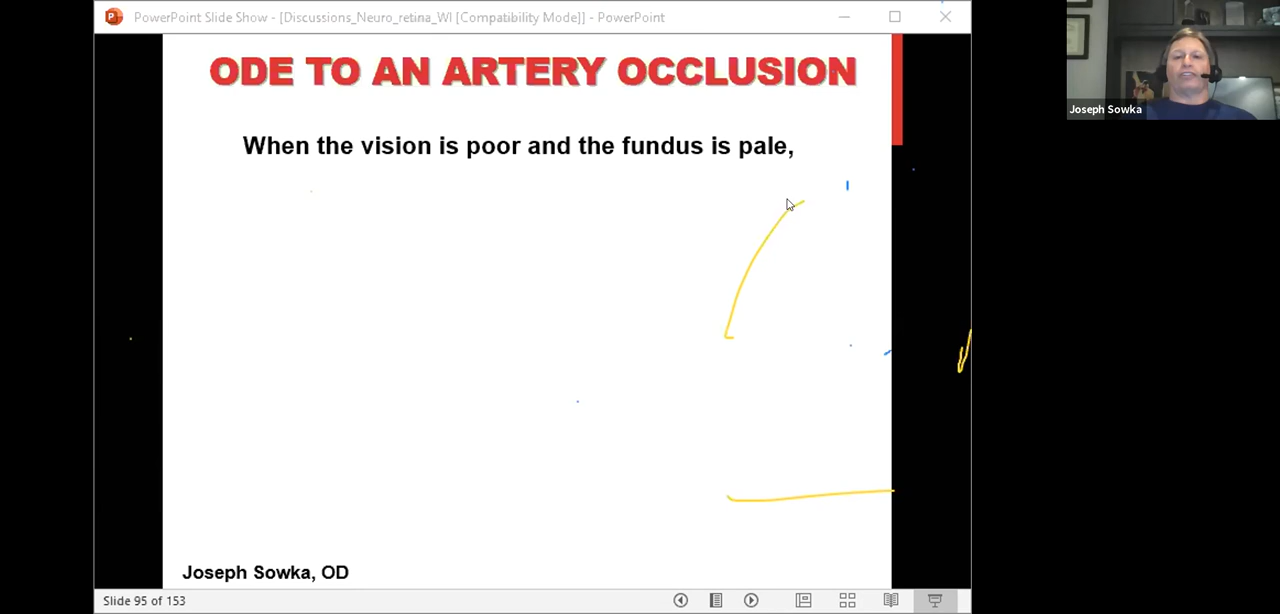 PowerPoint Slide Show - [Discussions_Neuro_retina_WI [Compatibility Mode]] - PowerPoint
Joseph Sowka
ODE TO AN ARTERY OCCLUSION
When the vision is poor and the fundus is pale,
Joseph Sowka, OD
Slide 95 of 153